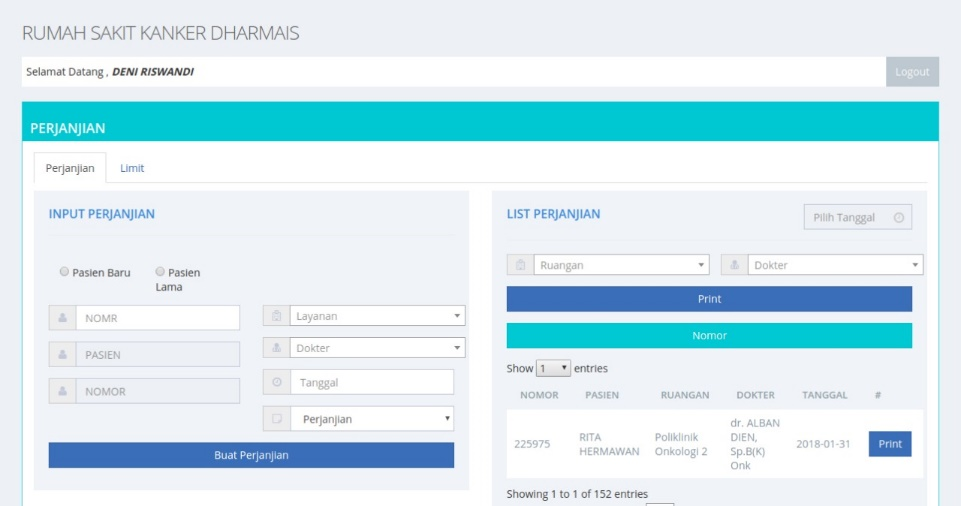 RUMAH SAKIT KANKER DHARMAIS
Selamat Datang , DENI RISWANDI
Logout
PERJANJIAN
Perjanjian Limit
INPUT PERJANJIAN
Pasien Baru
Pasien
Lama
NOMR
PASIEN
NOMOR
Layanan
Dokter
Tanggal
Perjanjian
Buat Perjanjian
LIST PERJANJIAN
Pilih Tanggal
Ruangan
Dokter
Print
Nomor
Show 1 entries
NOMOR PASIEN RUANGAN DOKTER TANGGAL #
225975
RITA
HERMAWAN
Poliklinik
Onkologi 2
dr. ALBAN
DIEN,
Sp.B(K)
Onk
2018-01-31
Print
Showing 1 to 1 of 152 entries